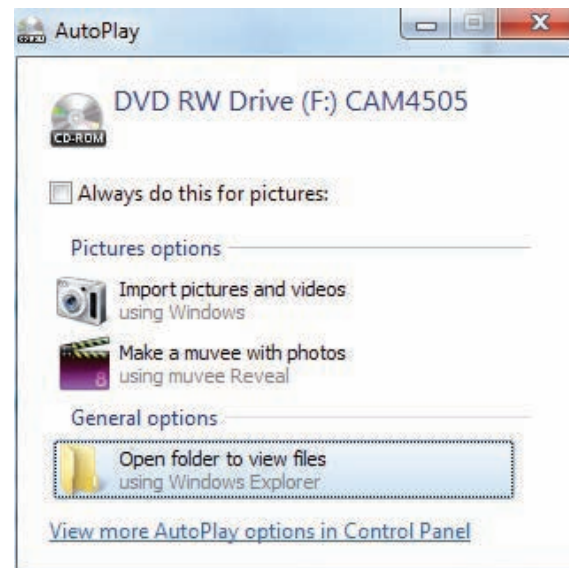 AutoPlay
DVD RW Drive (F:) CAM4505
CD-ROM
Always do this for pictures:
Pictures options
Import pictures and videos
using Windows
Make a muvee with photos
8
using muvee Reveal
General options
Open folder to view files
using Windows Explorer
View more AutoPlay options in Control Panel